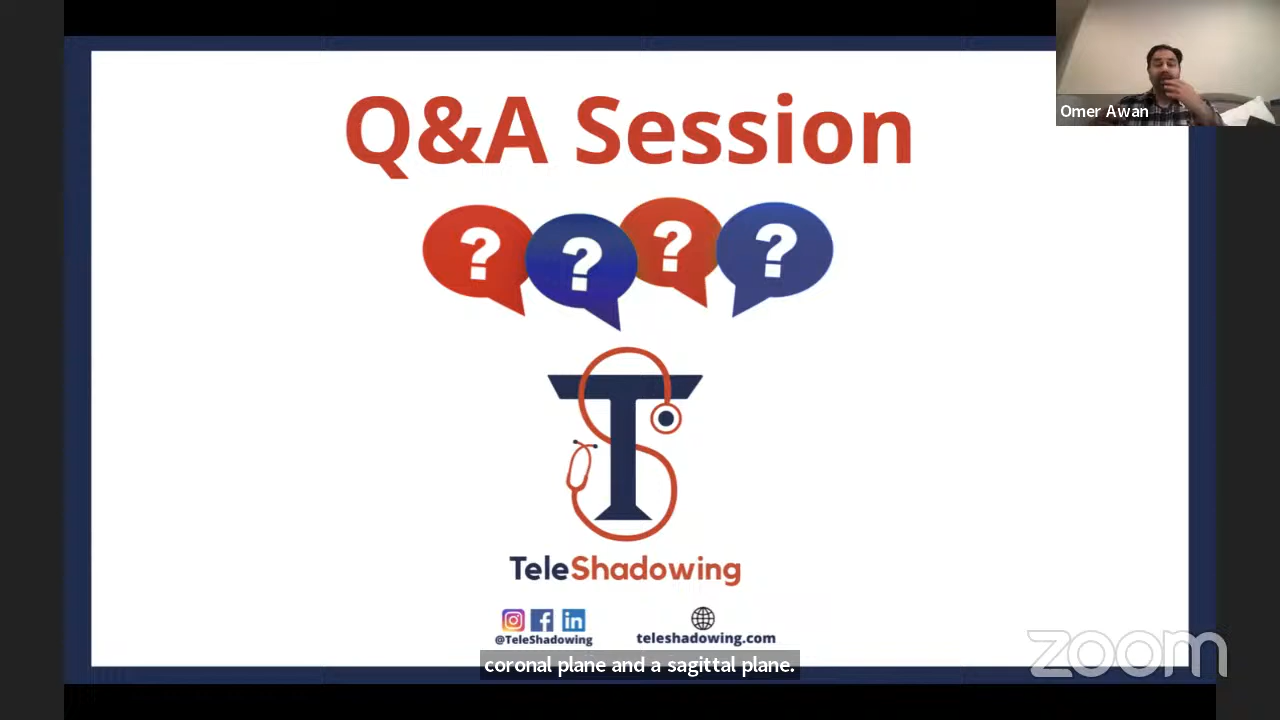 Omer Awan
Q&A Session
? ? ? ?
TeleShadowing
@TeleShadowing
teleshadowing.com
coronal plane and a sagittal plane.
zoom